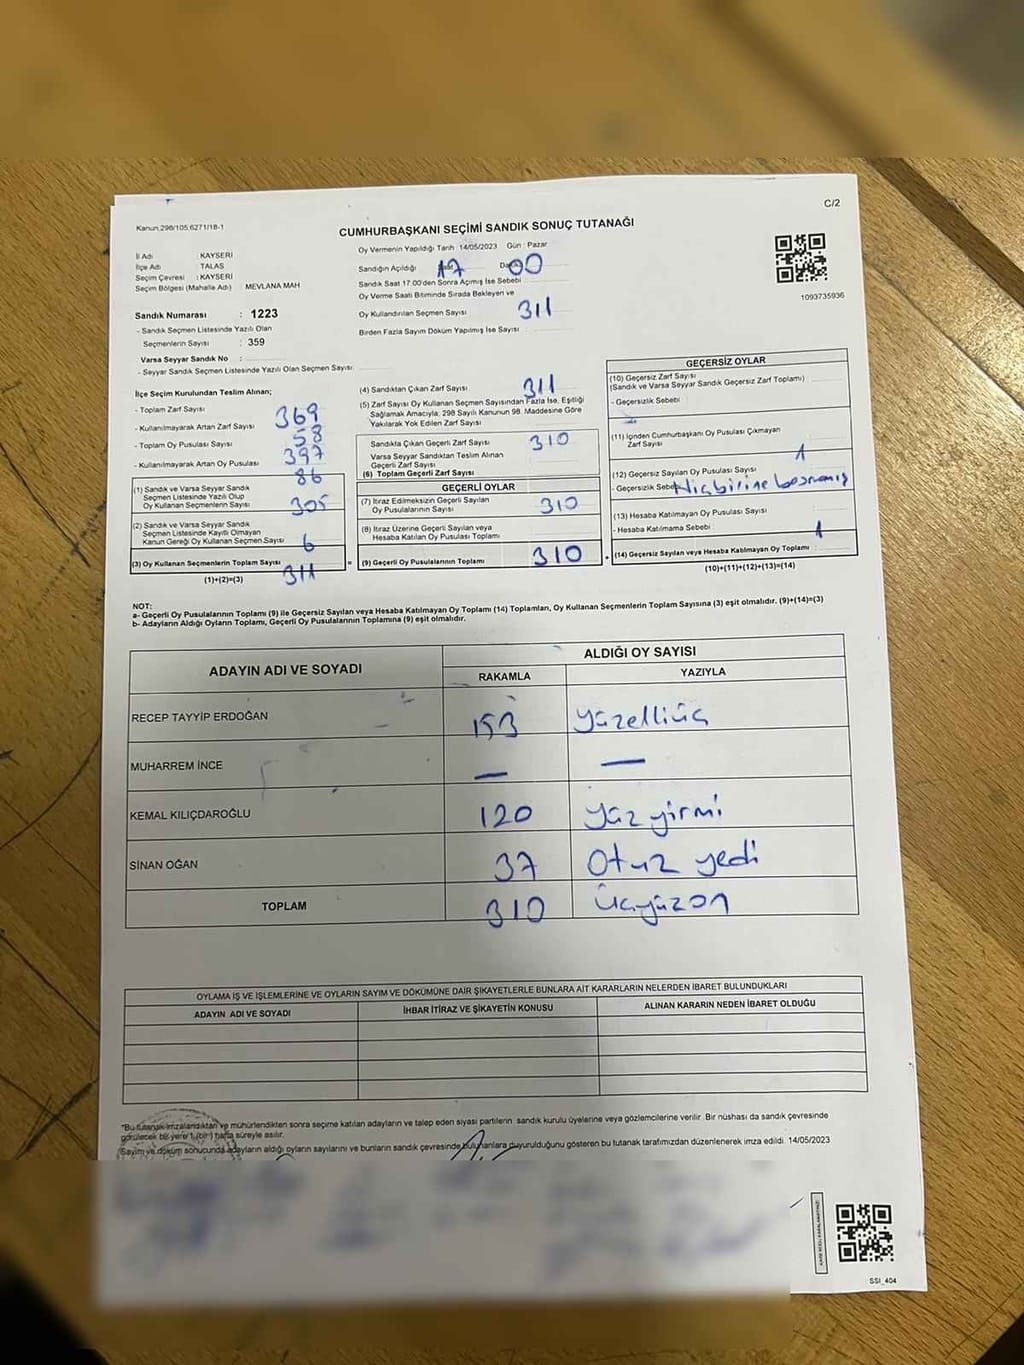 C/2
Kanun.298/105.6271/18-1
CUMHURBAŞKANI SEÇİMİ SANDIK SONUÇ TUTANAĞI
İl Adı : KAYSERİ
İlçe Adı : TALAS
Seçim Çevresi : KAYSERİ
Seçim Bölgesi (Mahalle Adı) : MEVLANA MAH
Sandık Numarası : 1223
- Sandık Seçmen Listesinde Yazılı Olan
Seçmenlerin Sayısı : 359
Varsa Seyyar Sandık No :
- Seyyar Sandık Seçmen Listesinde Yazılı Olan Seçmen Sayısı
Oy Vermenin Yapıldığı Tarih :14/05/2023 Gün : Pazar
Sandığın Açıldığı Saat 17 Dakika 00
Sandık Saat 17.00'den Sonra Açılmış İse Sebebi
Oy Verme Saati Bitiminde Sırada Bekleyen ve
Oy Kullandırılan Seçmen Sayısı 311
Birden Fazla Sayım Döküm Yapılmış İse Sayısı
1093735936
İlçe Seçim Kurulundan Teslim Alınan;
- Toplam Zarf Sayısı 369
- Kullanılmayarak Artan Zarf Sayısı 58
- Toplam Oy Pusulası Sayısı 397
- Kullanılmayarak Artan Oy Pusulası 86
(1) Sandık ve Varsa Seyyar Sandık
Seçmen Listesinde Yazılı Olup
Oy Kullanan Seçmenlerin Sayısı 305
(2) Sandık ve Varsa Seyyar Sandık
Seçmen Listesinde Kayıtlı Olmayan
Kanun Gereği Oy Kullanan Seçmen Sayısı 6
(3) Oy Kullanan Seçmenlerin Toplam Sayısı 311
(1)+(2)=(3)
(4) Sandıktan Çıkan Zarf Sayısı 311
(5) Zarf Sayısı Oy Kullanan Seçmen Sayısından Fazla İse, Eşitliği
Sağlamak Amacıyla, 298 Sayılı Kanunun 98. Maddesine Göre
Yakılarak Yok Edilen Zarf Sayısı
Sandıkta Çıkan Geçerli Zarf Sayısı 310
Varsa Seyyar Sandıktan Teslim Alınan
Geçerli Zarf Sayısı
(6) Toplam Geçerli Zarf Sayısı
GEÇERLİ OYLAR
(7) İtiraz Edilmeksizin Geçerli Sayılan
Oy Pusulalarının Sayısı 310
(8) İtiraz Üzerine Geçerli Sayılan veya
Hesaba Katılan Oy Pusulası Toplamı
= (9) Geçerli Oy Pusulalarının Toplamı 310
GEÇERSİZ OYLAR
(10) Geçersiz Zarf Sayısı
(Sandık ve Varsa Seyyar Sandık Geçersiz Zarf Toplamı)
- Geçersizlik Sebebi
(11) İçinden Cumhurbaşkanı Oy Pusulası Çıkmayan
Zarf Sayısı
(12) Geçersiz Sayılan Oy Pusulası Sayısı 1
- Geçersizlik Sebebi Hiçbirine basmamış
(13) Hesaba Katılmayan Oy Pusulası Sayısı
- Hesaba Katılmama Sebebi
+ (14) Geçersiz Sayılan veya Hesaba Katılmayan Oy Toplamı 1
(10)+(11)+(12)+(13)=(14)
NOT:
a- Geçerli Oy Pusulalarının Toplamı (9) ile Geçersiz Sayılan veya Hesaba Katılmayan Oy Toplamı (14) Toplamları, Oy Kullanan Seçmenlerin Toplam Sayısına (3) eşit olmalıdır. (9)+(14)=(3)
b- Adayların Aldığı Oyların Toplamı, Geçerli Oy Pusulalarının Toplamına (9) eşit olmalıdır.
ADAYIN ADI VE SOYADI
ALDIĞI OY SAYISI
RAKAMLA YAZIYLA
RECEP TAYYİP ERDOĞAN 153 Yüzelliüç
MUHARREM İNCE — —
KEMAL KILIÇDAROĞLU 120 Yüz yirmi
SİNAN OĞAN 37 Otuz yedi
TOPLAM 310 Üçyüzon
OYLAMA İŞ VE İŞLEMLERİNE VE OYLARIN SAYIM VE DÖKÜMÜNE DAİR ŞİKAYETLERLE BUNLARA AİT KARARLARIN NELERDEN İBARET BULUNDUKLARI
ADAYIN ADI VE SOYADI İHBAR İTİRAZ VE ŞİKAYETİN KONUSU ALINAN KARARIN NEDEN İBARET OLDUĞU
*Bu tutanak imzalandıktan ve mühürlendikten sonra seçime katılan adayların ve talep eden siyasi partilerin sandık kurulu üyelerine veya gözlemcilerine verilir. Bir nüshası da sandık çevresinde
görülecek bir yere 1 (bir) hafta süreyle asılır.
Sayım ve döküm sonucunda adayların aldığı oyların sayılarını ve bunların sandık çevresinde bulunanlara duyurulduğunu gösteren bu tutanak tarafımızdan düzenlenerek imza edildi. 14/05/2023
SSI_404